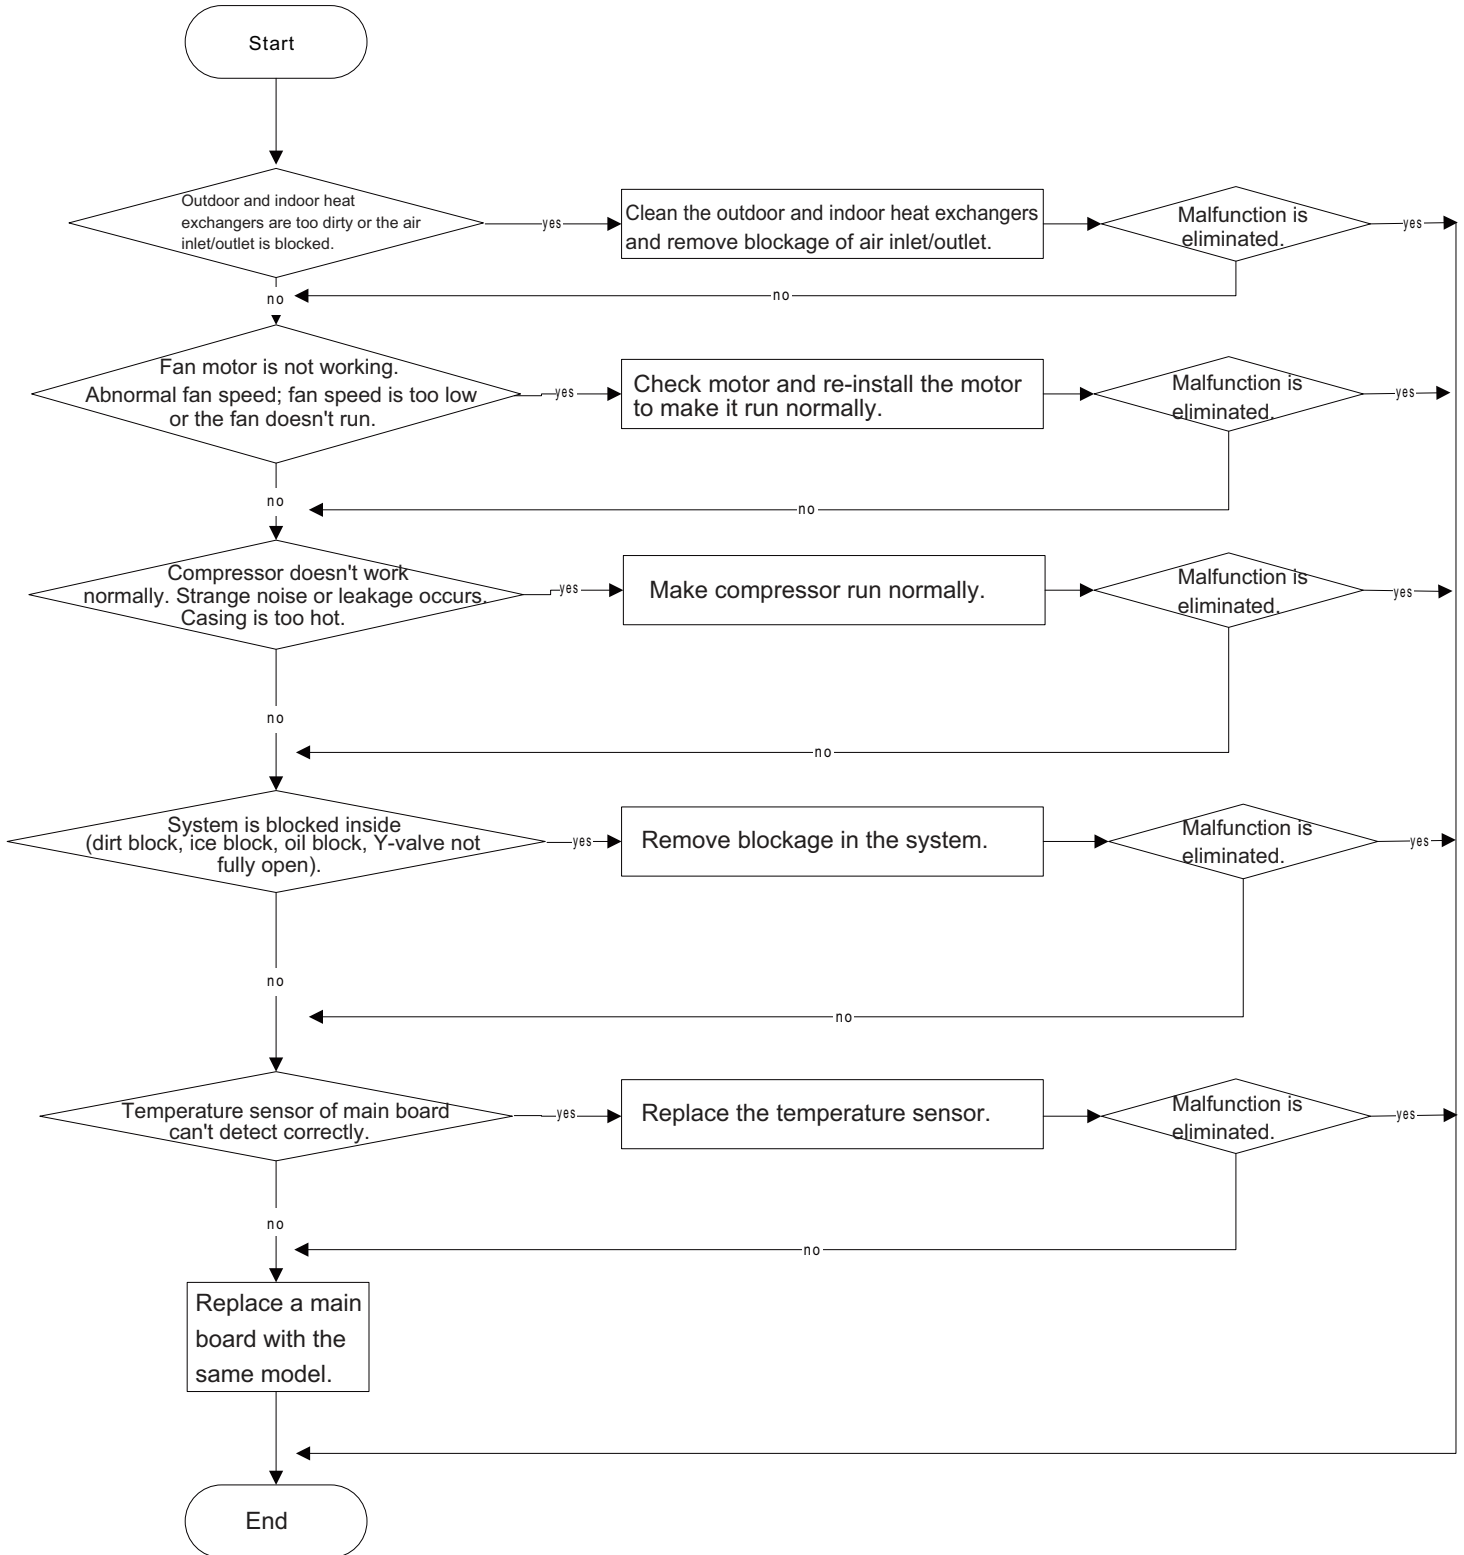 Start
Outdoor and indoor heat
exchangers are too dirty or the air
inlet/outlet is blocked.
yes
Clean the outdoor and indoor heat exchangers
and remove blockage of air inlet/outlet.
Malfunction is
eliminated.
yes
no
no
Fan motor is not working.
Abnormal fan speed; fan speed is too low
or the fan doesn't run.
yes
Check motor and re-install the motor
to make it run normally.
Malfunction is
eliminated.
yes
no
no
Compressor doesn't work
normally. Strange noise or leakage occurs.
Casing is too hot.
yes
Make compressor run normally.
Malfunction is
eliminated.
yes
no
no
System is blocked inside
(dirt block, ice block, oil block, Y-valve not
fully open).
yes
Remove blockage in the system.
Malfunction is
eliminated.
yes
no
no
Temperature sensor of main board
can't detect correctly.
yes
Replace the temperature sensor.
Malfunction is
eliminated.
yes
no
no
Replace a main
board with the
same model.
End